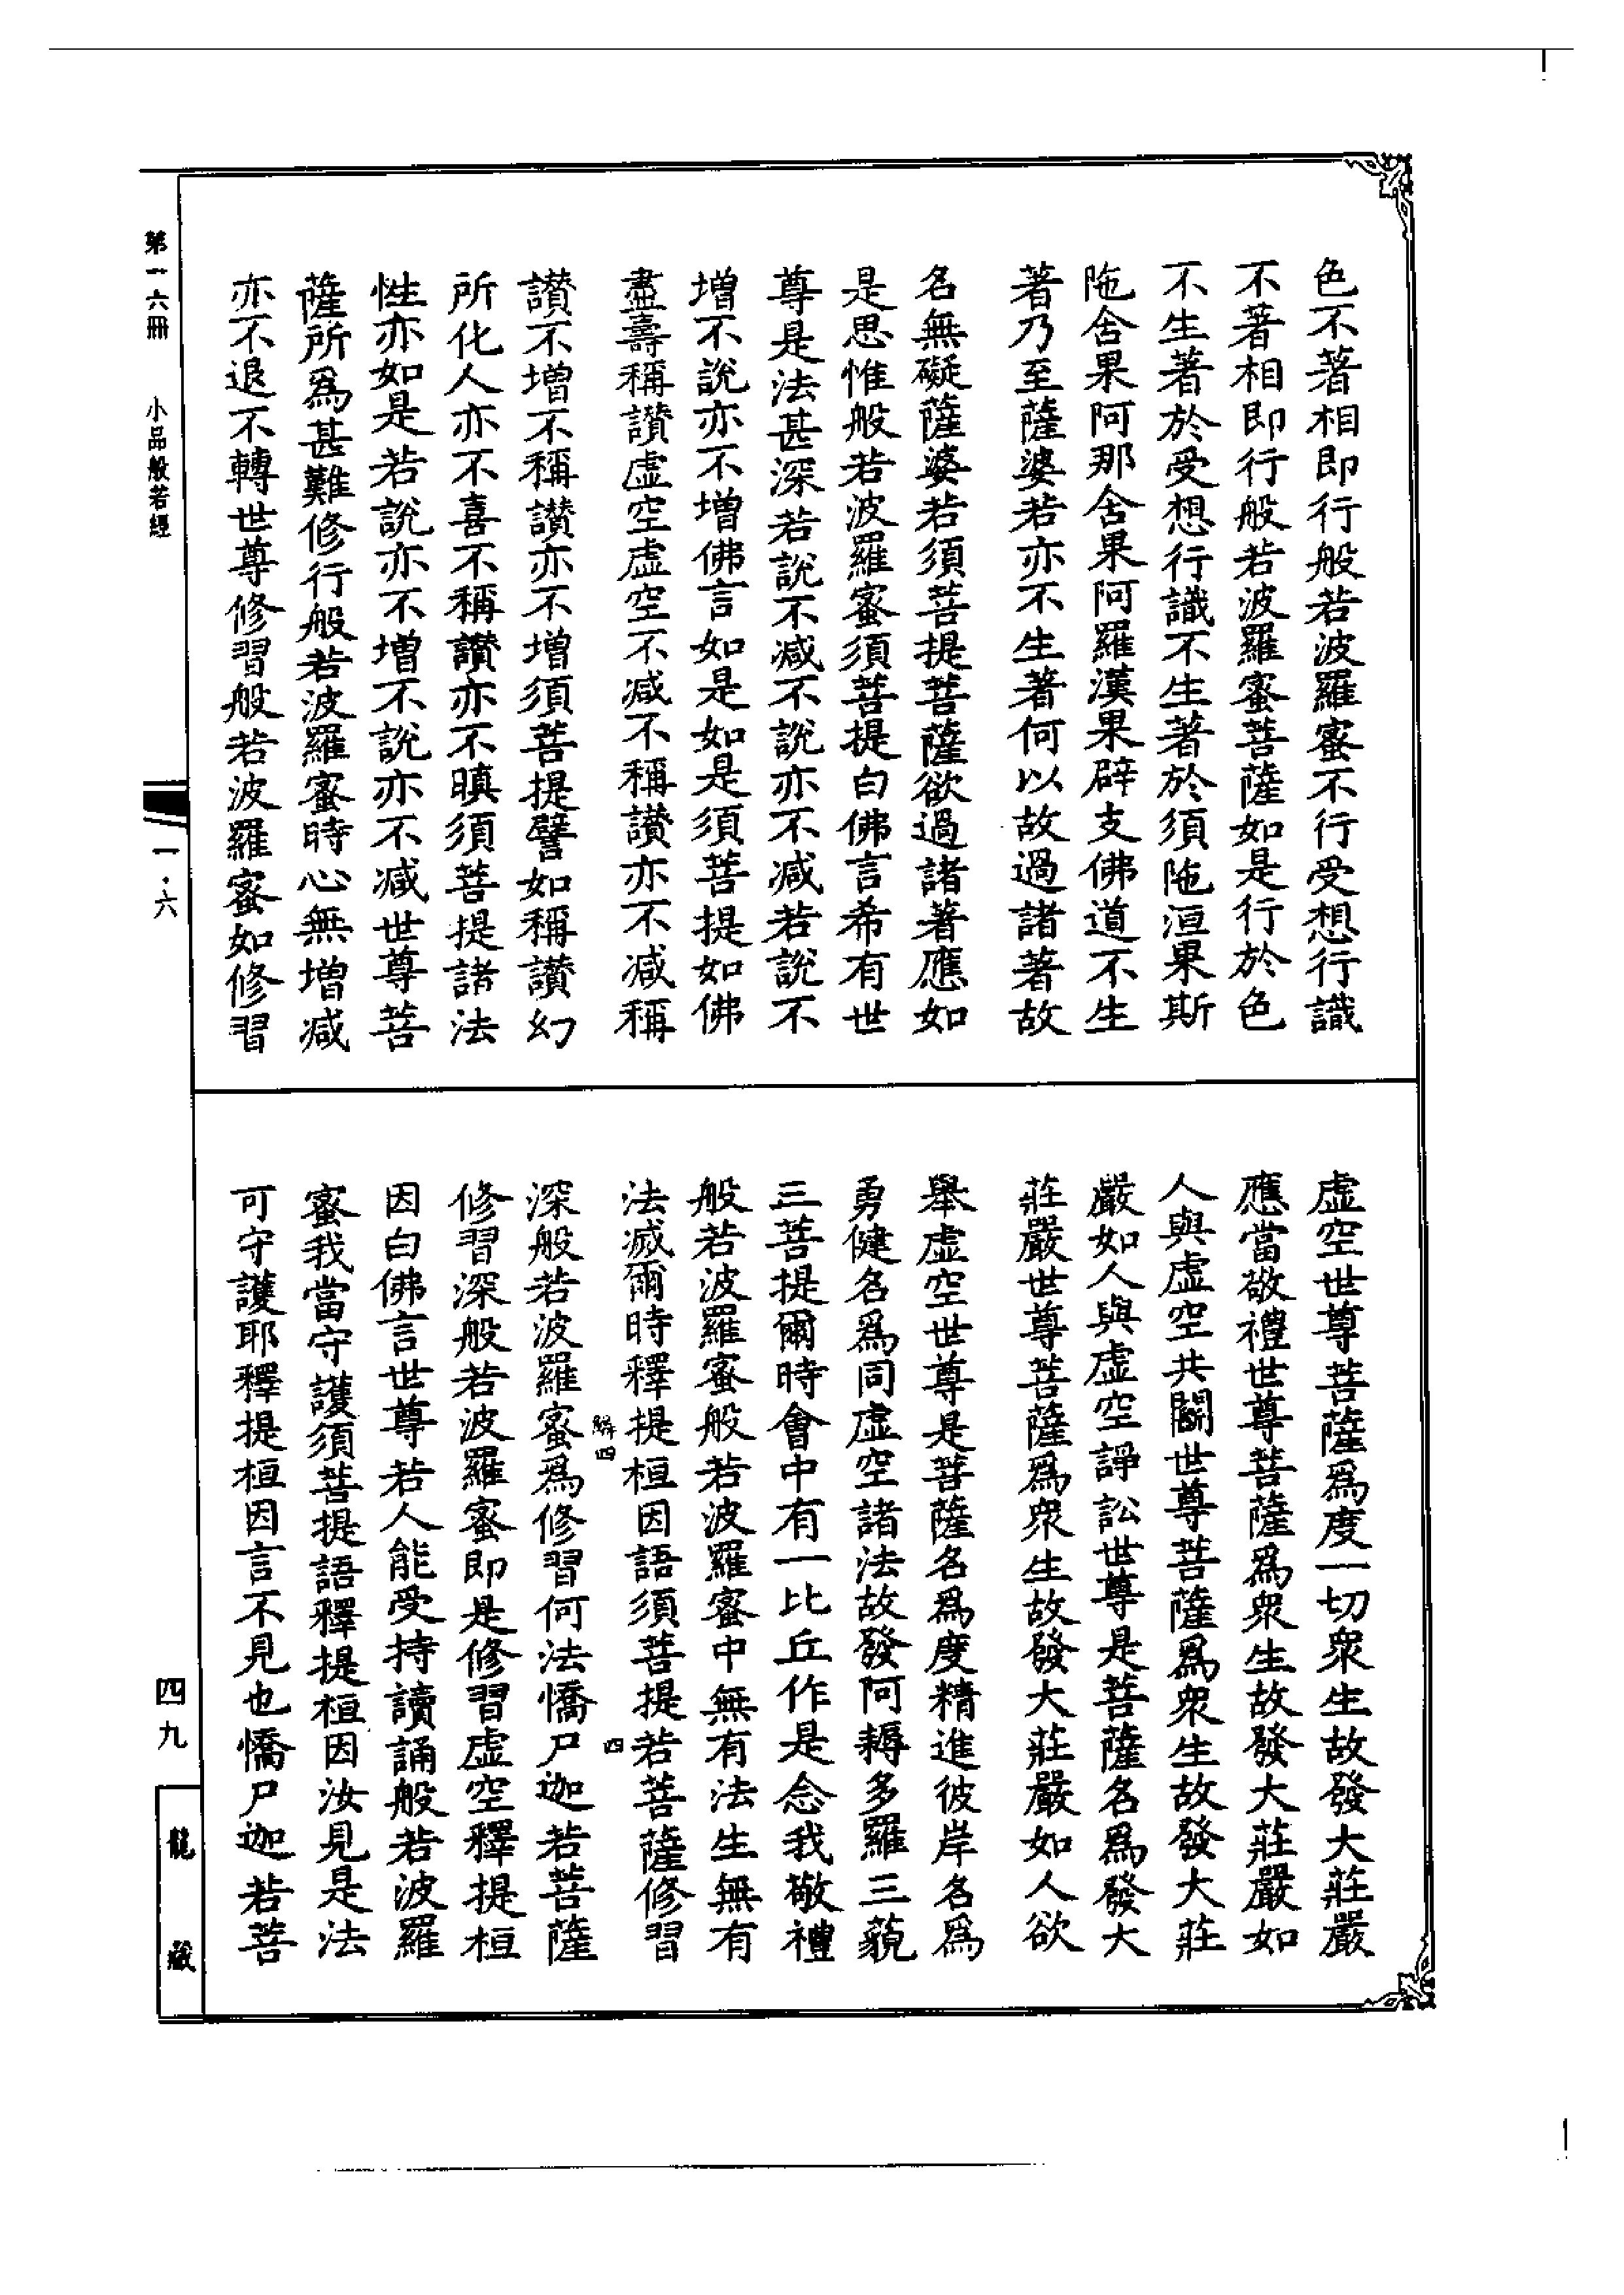 色不著相即行般若波羅蜜不行受想行識
不著相即行般若波羅蜜菩薩如是行於色
不生著於受想行識不生著於須陁洹果斯
陁含果阿那含果阿羅漢果辟支佛道不生
著乃至薩婆若亦不生著何以故過諸著故
名無礙薩婆若須菩提菩薩欲過諸著應如
是思惟般若波羅蜜須菩提白佛言希有世
尊是法甚深若說不減不說亦不減若說不
增不說亦不增佛言如是如是須菩提如佛
盡壽稱讃虛空虛空不減不稱讃亦不減稱
讃不增不稱讃亦不增須菩提譬如稱讃幻
所化人亦不喜不稱讃亦不瞋須菩提諸法
性亦如是若說亦不增不說亦不減世尊菩
薩所爲甚難修行般若波羅蜜時心無增減
亦不退不轉世尊修習般若波羅蜜如修習
虛空世尊菩薩爲度一切衆生故發大莊嚴
應當敬禮世尊菩薩爲衆生故發大莊嚴如
人與虛空共鬬世尊菩薩爲衆生故發大莊
嚴如人與虛空諍訟世尊是菩薩名爲發大
莊嚴世尊菩薩爲衆生故發大莊嚴如人欲
舉虛空世尊是菩薩名爲度精進彼岸名爲
勇健名爲同虛空諸法故發阿耨多羅三藐
三菩提爾時會中有一比丘作是念我敬禮
般若波羅蜜般若波羅蜜中無有法生無有
法滅爾時釋提桓因語須菩提若菩薩修習
解四
四
深般若波羅蜜爲修習何法憍尸迦若菩薩
修習深般若波羅蜜即是修習虛空釋提桓
因白佛言世尊若人能受持讀誦般若波羅
蜜我當守護須菩提語釋提桓因汝見是法
可守護耶釋提桓因言不見也憍尸迦若菩
第一六冊
小品般若經
一·六
四九
龍藏